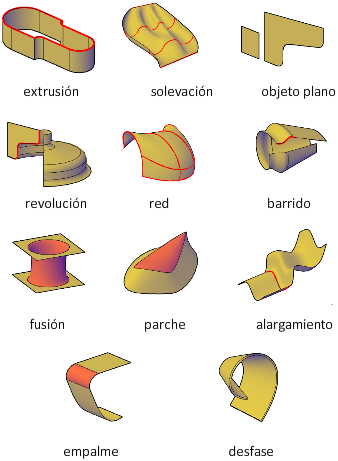 extrusión
solevación
objeto plano
revolución
red
barrido
fusión
parche
alargamiento
empalme
desfase